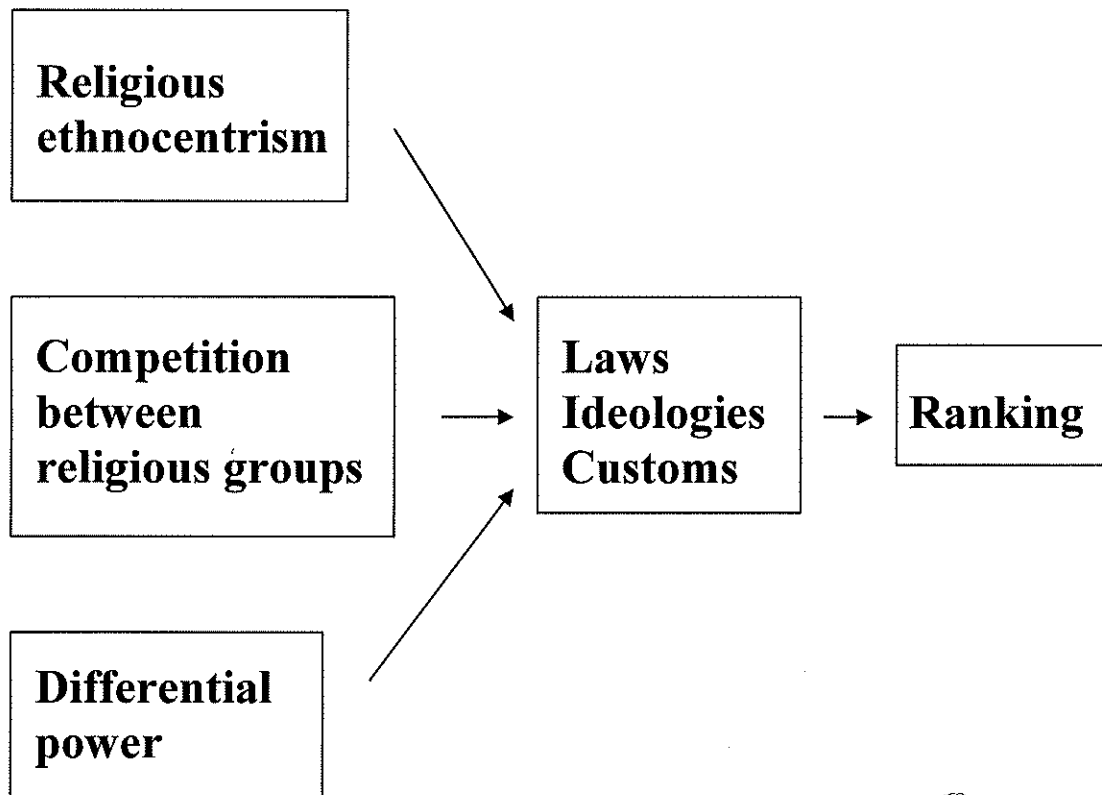 Religious
ethnocentrism
Competition
between
religious groups
Laws
Ideologies
Customs
Ranking
Differential
power